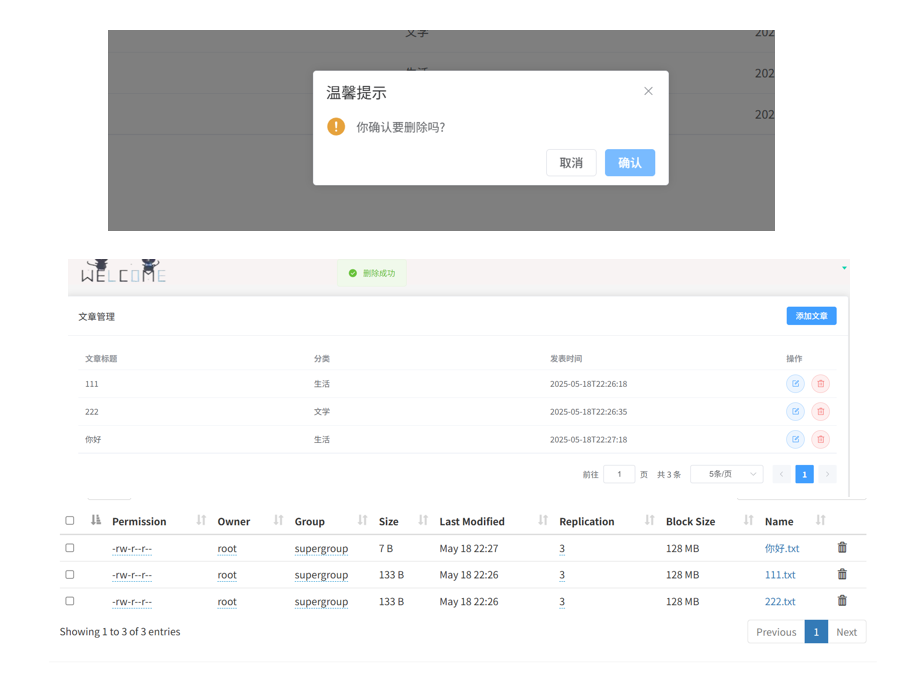 文学
202
生活
202
202
温馨提示
你确认要删除吗?
取消 确认
WELCOME
删除成功
文章管理 添加文章
文章标题 分类 发表时间 操作
111 生活 2025-05-18T22:26:18
222 文学 2025-05-18T22:26:35
你好 生活 2025-05-18T22:27:18
前往 1 页 共 3 条 5条/页 1
Permission Owner Group Size Last Modified Replication Block Size Name
-rw-r--r-- root supergroup 7 B May 18 22:27 3 128 MB 你好.txt
-rw-r--r-- root supergroup 133 B May 18 22:26 3 128 MB 111.txt
-rw-r--r-- root supergroup 133 B May 18 22:26 3 128 MB 222.txt
Showing 1 to 3 of 3 entries Previous 1 Next